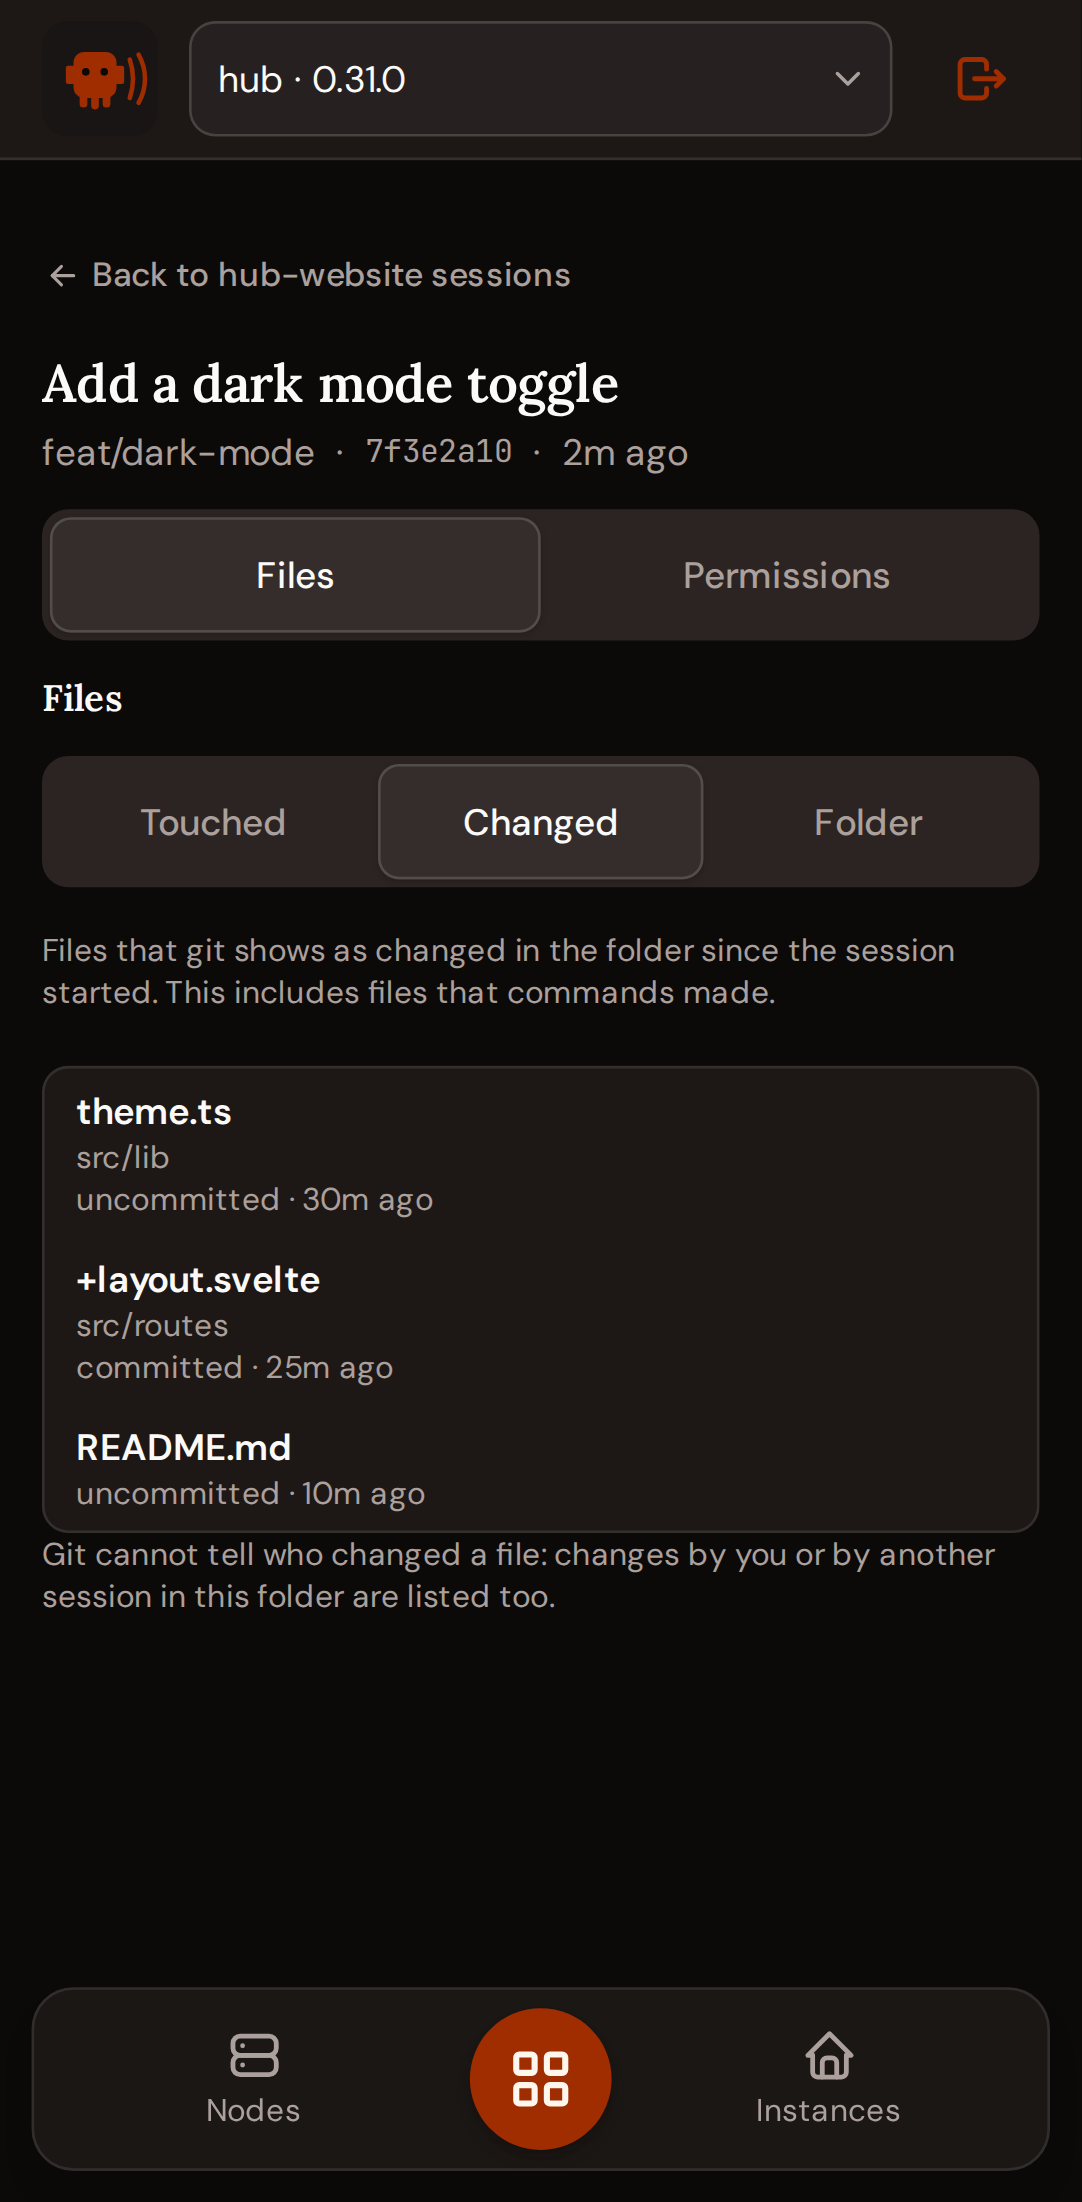 hub · 0.31.0
← Back to hub-website sessions
Add a dark mode toggle
feat/dark-mode · 7f3e2a10 · 2m ago
Files
Permissions
Files
Touched
Changed
Folder
Files that git shows as changed in the folder since the session
started. This includes files that commands made.
theme.ts
src/lib
uncommitted · 30m ago
+layout.svelte
src/routes
committed · 25m ago
README.md
uncommitted · 10m ago
Git cannot tell who changed a file: changes by you or by another
session in this folder are listed too.
Nodes
Instances